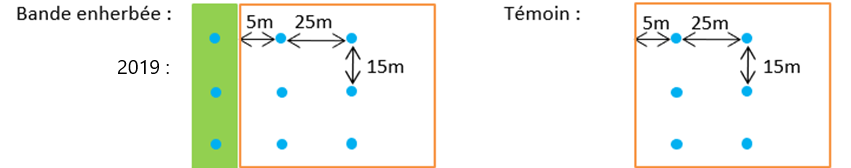 Bande enherbée :
Témoin :
5m 25m
5m 25m
2019 :
15m
15m